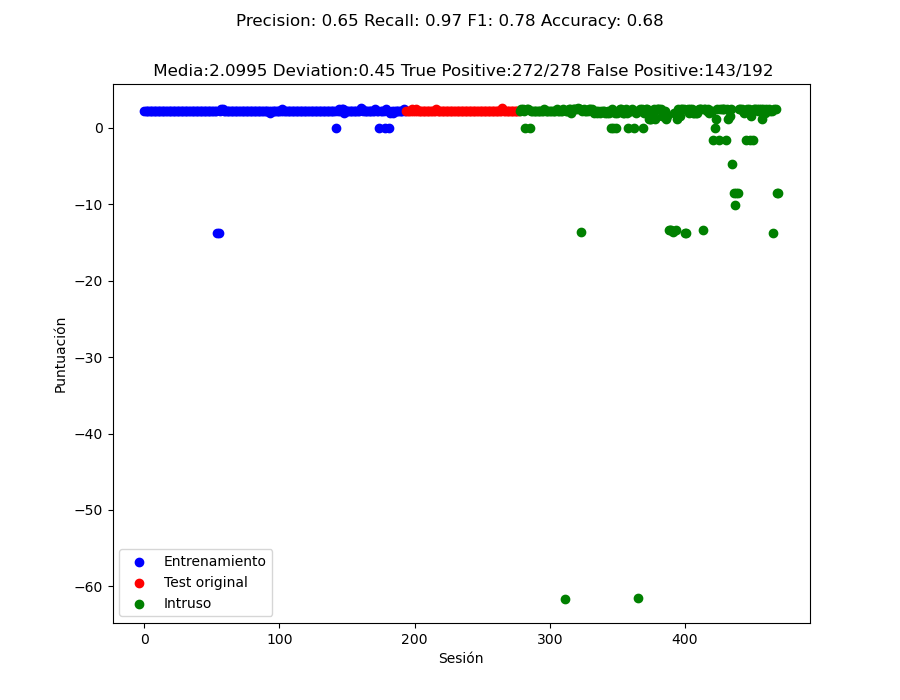 Precision: 0.65 Recall: 0.97 F1: 0.78 Accuracy: 0.68
Media:2.0995 Deviation:0.45 True Positive:272/278 False Positive:143/192
0
−10
−20
−30
−40
−50
−60
Puntuación
Entrenamiento
Test original
Intruso
0 100 200 300 400
Sesión